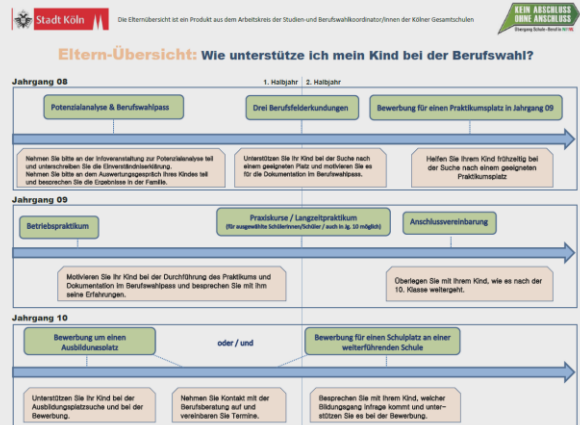 Stadt Köln
Die Elternübersicht ist ein Produkt aus dem Arbeitskreis der Studien-und Berufswahlkoordinator/innen der Kölner Gesamtschulen
KEIN ABSCHLUSS
OHNE ANSCHLUSS
Übergang Schule - Beruf in NRW.
Eltern-Übersicht: Wie unterstütze ich mein Kind bei der Berufswahl?
Jahrgang 08
1. Halbjahr
2. Halbjahr
Potenzialanalyse & Berufswahlpass
Drei Berufsfelderkundungen
Bewerbung für einen Praktikumsplatz in Jahrgang 09
Nehmen Sie bitte an der Infoveranstaltung zur Potenzialanalyse teil
und unterschreiben Sie die Einverständniserklärung.
Nehmen Sie bitte an dem Auswertungsgespräch Ihres Kindes teil
und besprechen Sie die Ergebnisse in der Familie.
Unterstützen Sie Ihr Kind bei der Suche nach
einem geeigneten Platz und motivieren Sie es
für die Dokumentation im Berufswahlpass.
Helfen Sie Ihrem Kind frühzeitig bei
der Suche nach einem geeigneten
Praktikumsplatz
Jahrgang 09
Betriebspraktikum
Praxiskurse / Langzeitpraktikum
(für ausgewählte Schülerinnen/Schüler / auch in Jg. 10 möglich)
Anschlussvereinbarung
Motivieren Sie Ihr Kind bei der Durchführung des Praktikums und
Dokumentation im Berufswahlpass und besprechen Sie mit ihm
seine Erfahrungen.
Überlegen Sie mit Ihrem Kind, wie es nach der
10. Klasse weitergeht.
Jahrgang 10
Bewerbung um einen
Ausbildungsplatz
oder / und
Bewerbung für einen Schulplatz an einer
weiterführenden Schule
Unterstützen Sie Ihr Kind bei der
Ausbildungsplatzsuche und bei der
Bewerbung.
Nehmen Sie Kontakt mit der
Berufsberatung auf und
vereinbaren Sie Termine.
Besprechen Sie mit Ihrem Kind, welcher
Bildungsgang infrage kommt und unter-
stützen Sie es bei der Bewerbung.